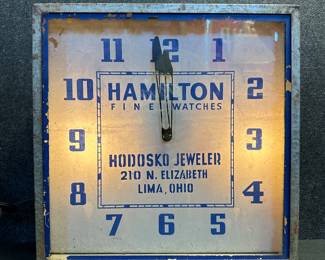 11 12 1
10 2
HAMILTON
FINE WATCHES
9 3
HODOSKO JEWELER
210 N. ELIZABETH
LIMA, OHIO
8 4
7 6 5